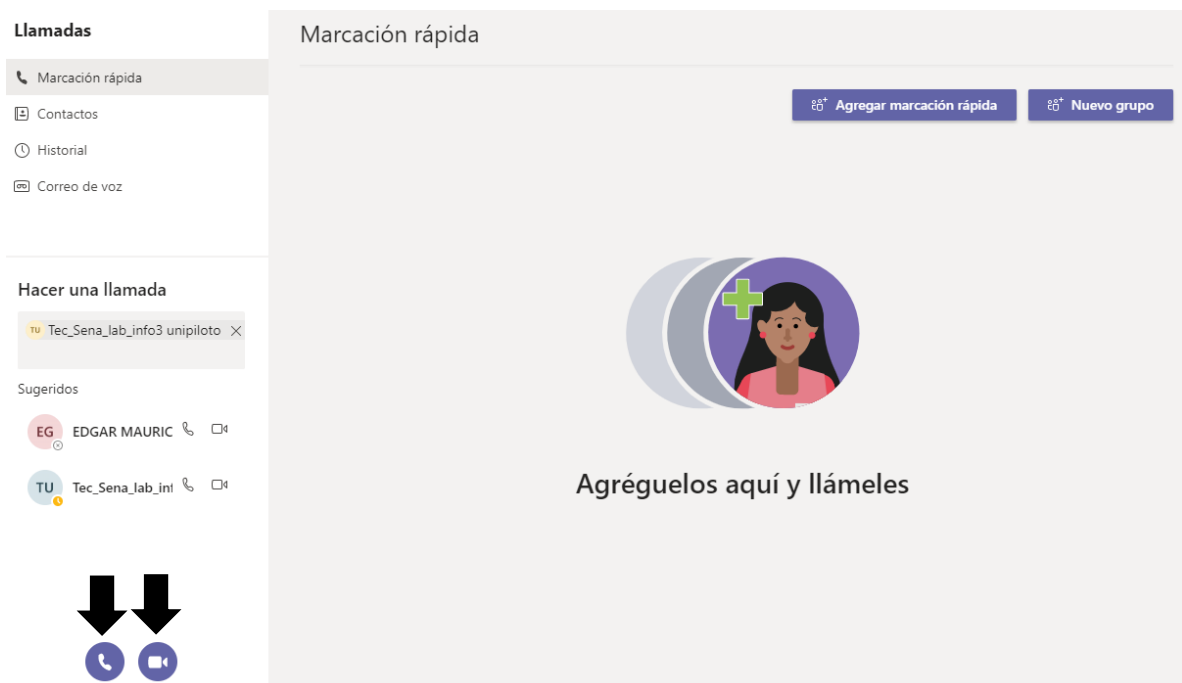 Llamadas
Marcación rápida
Contactos
Historial
Correo de voz
Hacer una llamada
TU Tec_Sena_lab_info3 unipiloto
Sugeridos
EG EDGAR MAURIC
TU Tec_Sena_lab_inf
Marcación rápida
Agregar marcación rápida Nuevo grupo
Agréguelos aquí y llámeles